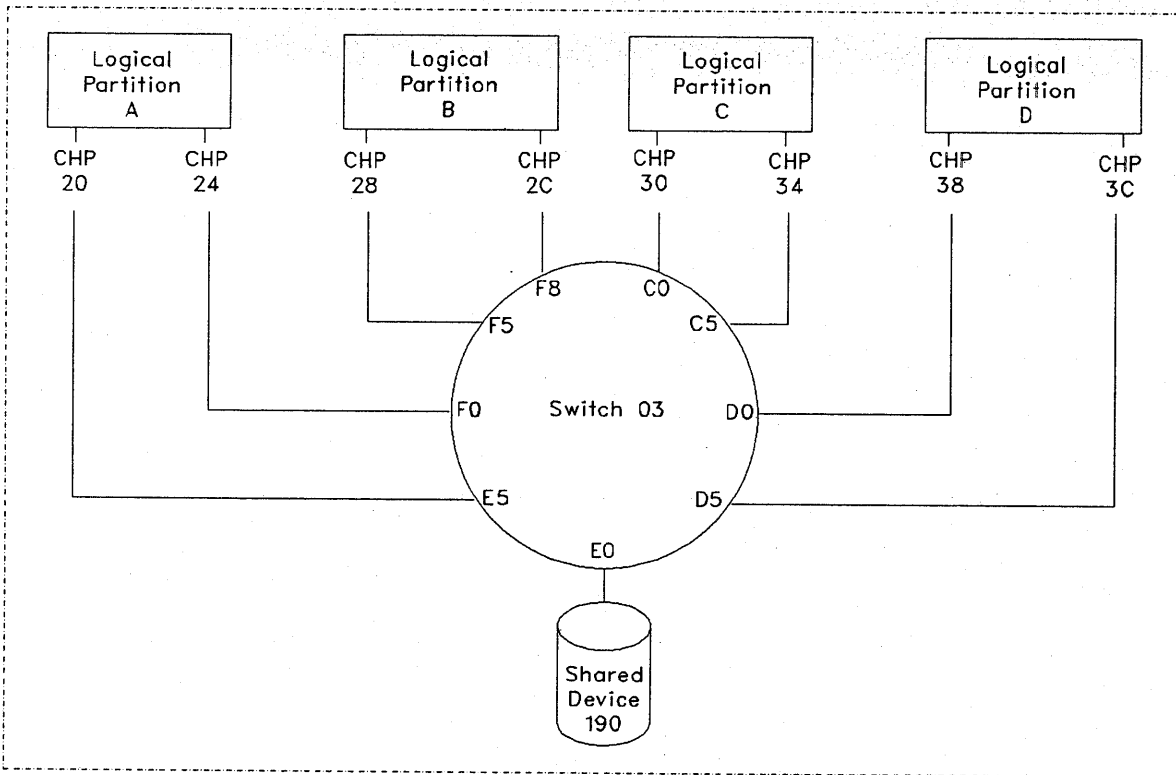 Logical
Partition
A
Logical
Partition
B
Logical
Partition
C
Logical
Partition
D
CHP
20
CHP
24
CHP
28
CHP
2C
CHP
30
CHP
34
CHP
38
CHP
3C
F8
C0
F5
C5
F0
Switch 03
D0
E5
D5
E0
Shared
Device
190